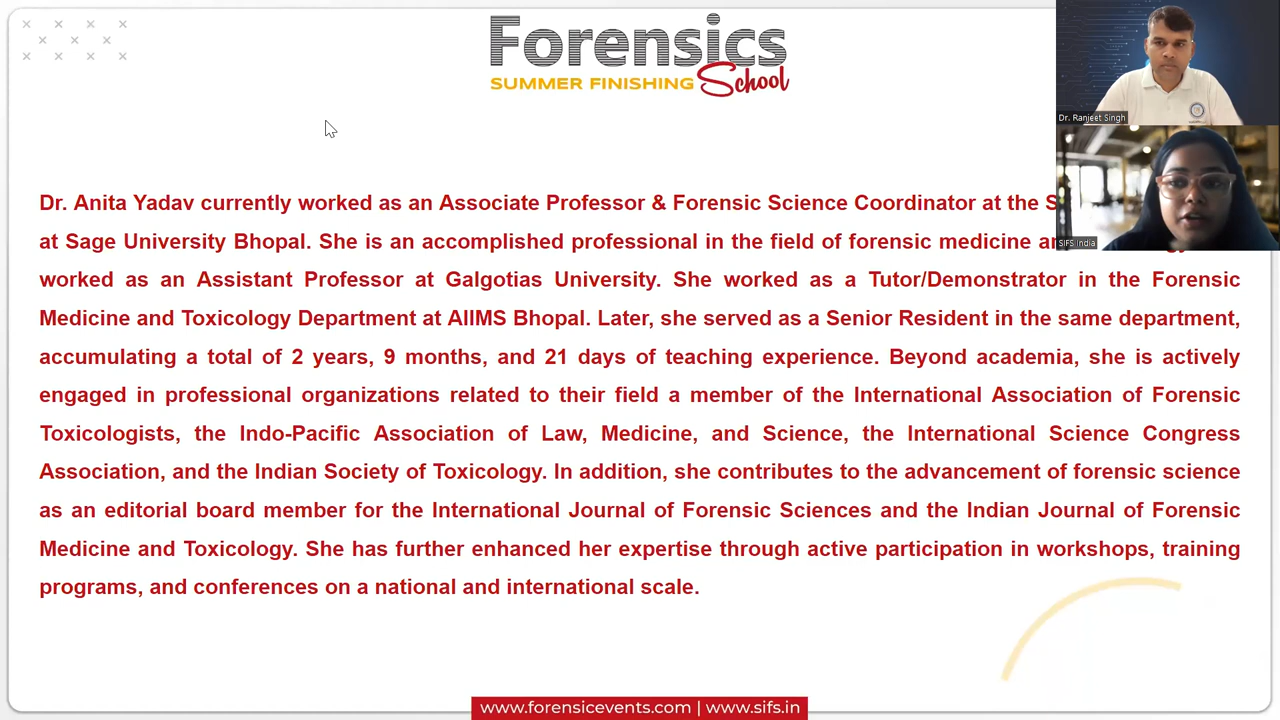 Forensics
SUMMER FINISHING School
Dr. Ranjeet Singh
SIFS India
Dr. Anita Yadav currently worked as an Associate Professor & Forensic Science Coordinator at the
at Sage University Bhopal. She is an accomplished professional in the field of forensic medicine
worked as an Assistant Professor at Galgotias University. She worked as a Tutor/Demonstrator in the Forensic
Medicine and Toxicology Department at AIIMS Bhopal. Later, she served as a Senior Resident in the same department,
accumulating a total of 2 years, 9 months, and 21 days of teaching experience. Beyond academia, she is actively
engaged in professional organizations related to their field a member of the International Association of Forensic
Toxicologists, the Indo-Pacific Association of Law, Medicine, and Science, the International Science Congress
Association, and the Indian Society of Toxicology. In addition, she contributes to the advancement of forensic science
as an editorial board member for the International Journal of Forensic Sciences and the Indian Journal of Forensic
Medicine and Toxicology. She has further enhanced her expertise through active participation in workshops, training
programs, and conferences on a national and international scale.
www.forensicevents.com | www.sifs.in